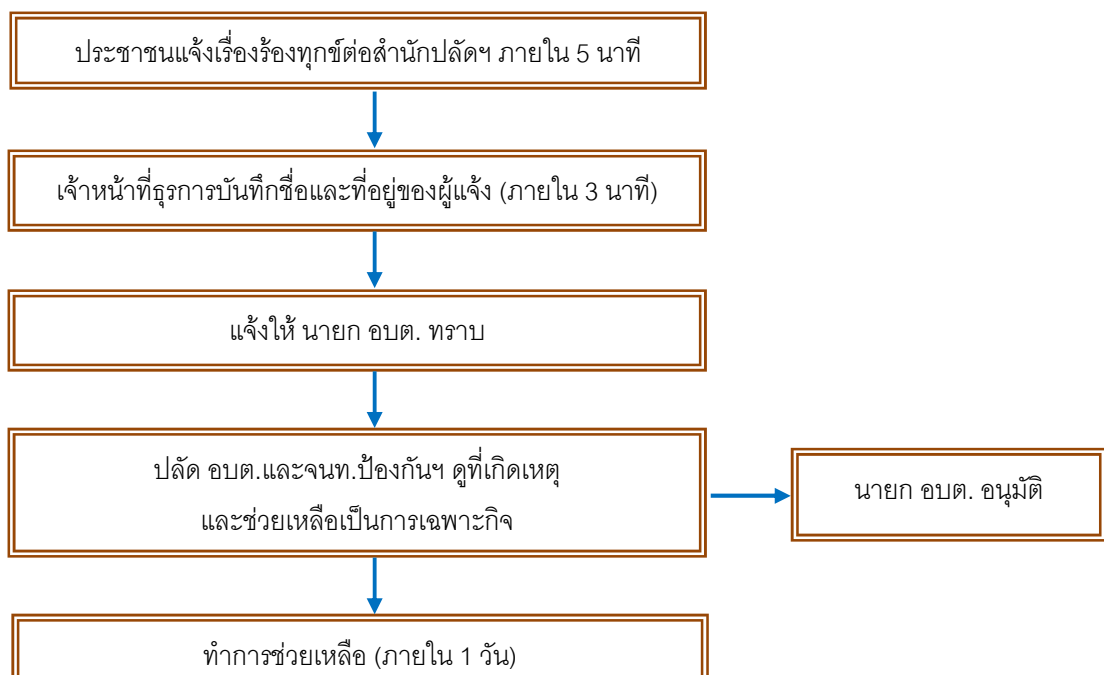 ประชาชนแจ้งเรื่องร้องทุกข์ต่อสำนักปลัดฯ ภายใน 5 นาที
เจ้าหน้าที่ธุรการบันทึกชื่อและที่อยู่ของผู้แจ้ง (ภายใน 3 นาที)
แจ้งให้ นายก อบต. ทราบ
ปลัด อบต.และจนท.ป้องกันฯ ดูที่เกิดเหตุ
และช่วยเหลือเป็นการเฉพาะกิจ
นายก อบต. อนุมัติ
ทำการช่วยเหลือ (ภายใน 1 วัน)